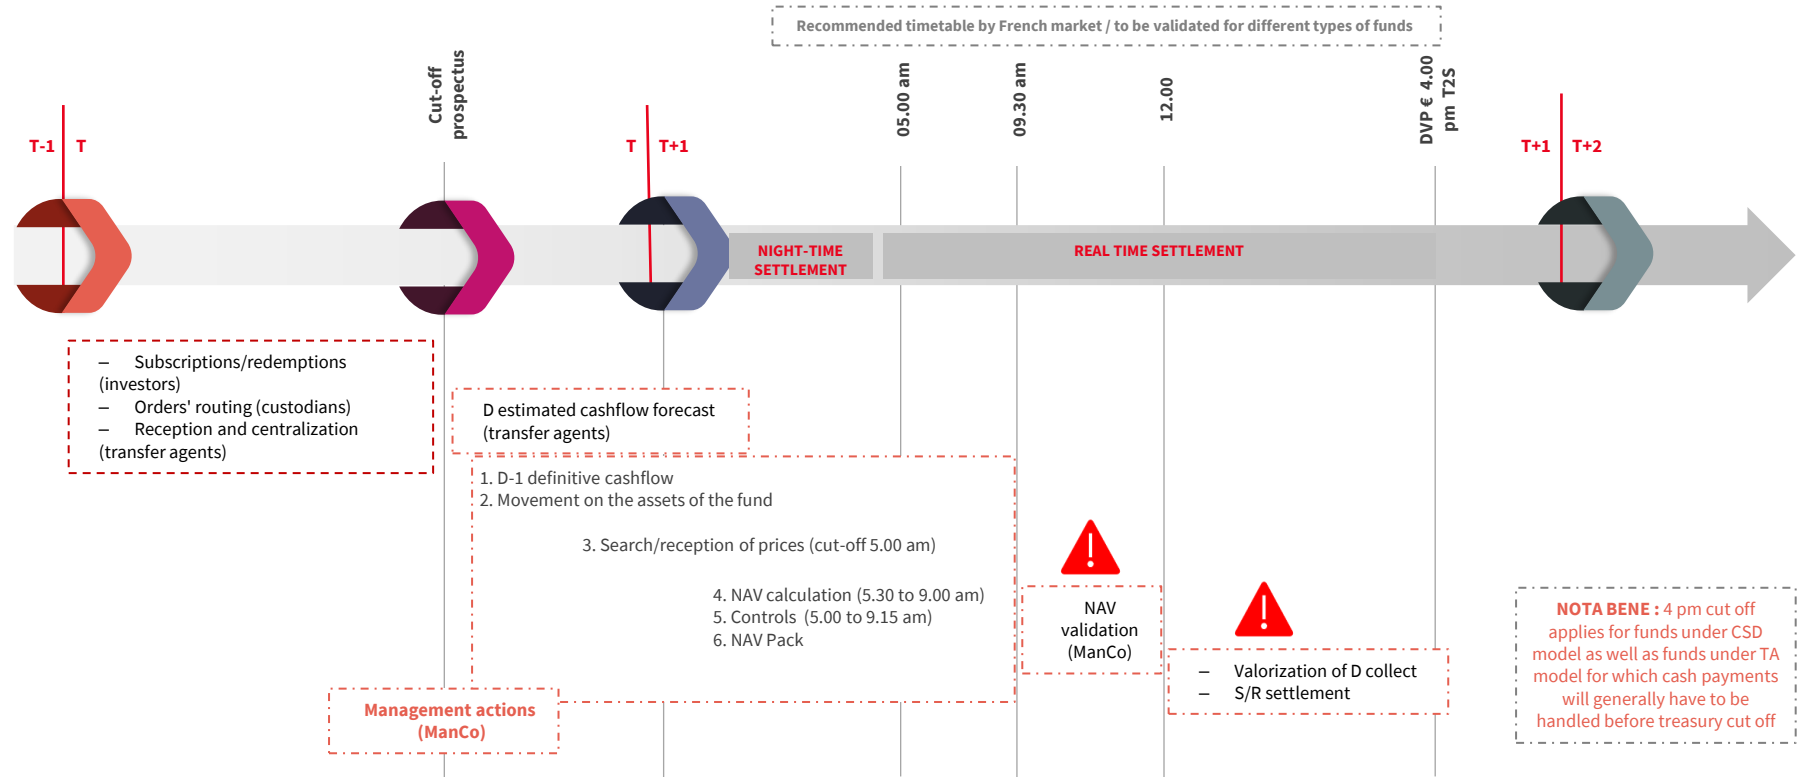 Recommended timetable by French market / to be validated for different types of funds
Cut-off
prospectus
05.00 am
09.30 am
12.00
DVP € 4.00
pm T2S
T-1
T
T
T+1
T+1
T+2
NIGHT-TIME
SETTLEMENT
REAL TIME SETTLEMENT
– Subscriptions/redemptions
(investors)
– Orders' routing (custodians)
– Reception and centralization
(transfer agents)
D estimated cashflow forecast
(transfer agents)
1. D-1 definitive cashflow
2. Movement on the assets of the fund
3. Search/reception of prices (cut-off 5.00 am)
4. NAV calculation (5.30 to 9.00 am)
5. Controls (5.00 to 9.15 am)
6. NAV Pack
Management actions
(ManCo)
!
NAV
validation
(ManCo)
!
– Valorization of D collect
– S/R settlement
NOTA BENE : 4 pm cut off
applies for funds under CSD
model as well as funds under TA
model for which cash payments
will generally have to be
handled before treasury cut off